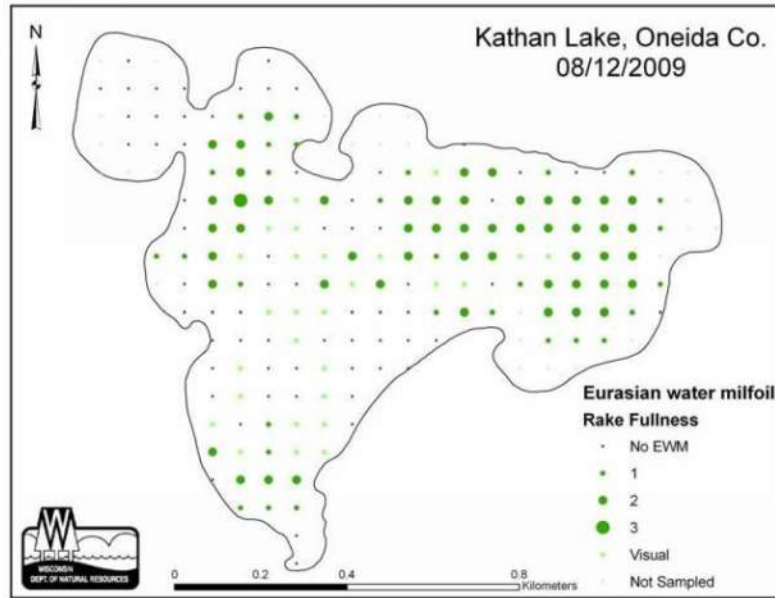 N
Kathan Lake, Oneida Co.
08/12/2009
Eurasian water milfoil
Rake Fullness
No EWM
1
2
3
Visual
Not Sampled
W
WISCONSIN
DEPT. OF NATURAL RESOURCES
0 0.2 0.4 0.8
Kilometers